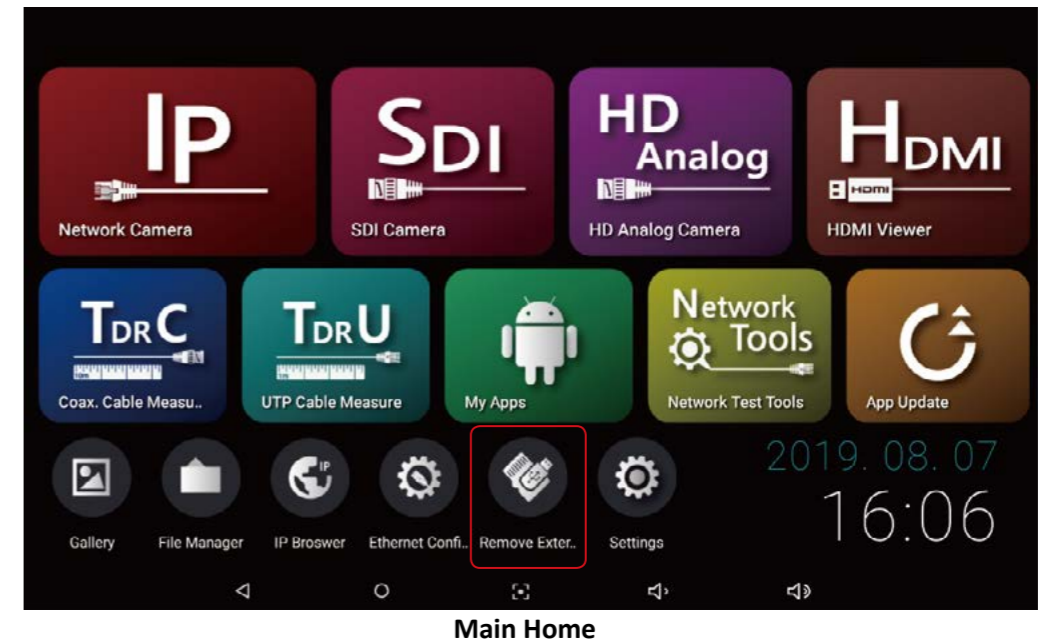 IP
Network Camera
SDI
SDI Camera
HD
Analog
HD Analog Camera
HDMI
HDMI
HDMI Viewer
TDR C
Coax. Cable Measu..
TDR U
UTP Cable Measure
My Apps
Network
Tools
Network Test Tools
App Update
Gallery
File Manager
IP
IP Broswer
Ethernet Confi..
Remove Exter..
Settings
2019. 08. 07
16:06
Main Home